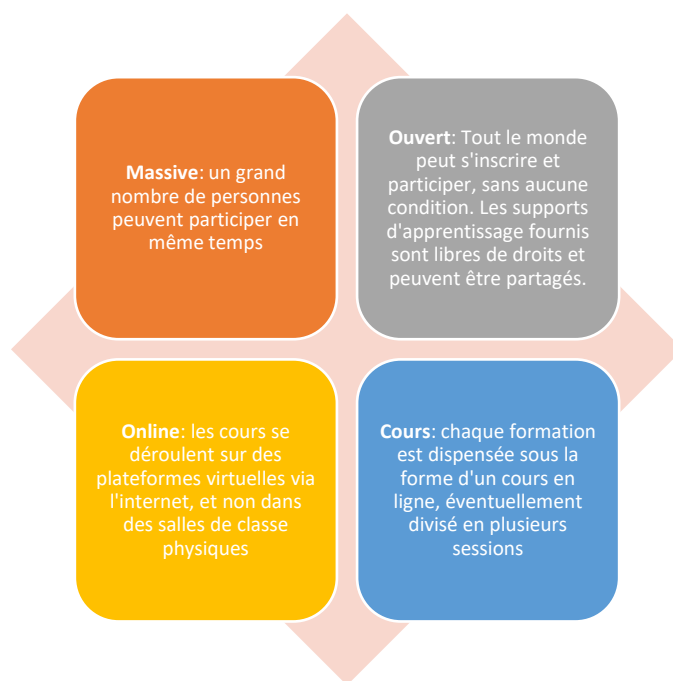 Massive: un grand
nombre de personnes
peuvent participer en
même temps
Ouvert: Tout le monde
peut s'inscrire et
participer, sans aucune
condition. Les supports
d'apprentissage fournis
sont libres de droits et
peuvent être partagés.
Online: les cours se
déroulent sur des
plateformes virtuelles via
l'internet, et non dans
des salles de classe
physiques
Cours: chaque formation
est dispensée sous la
forme d'un cours en
ligne, éventuellement
divisé en plusieurs
sessions